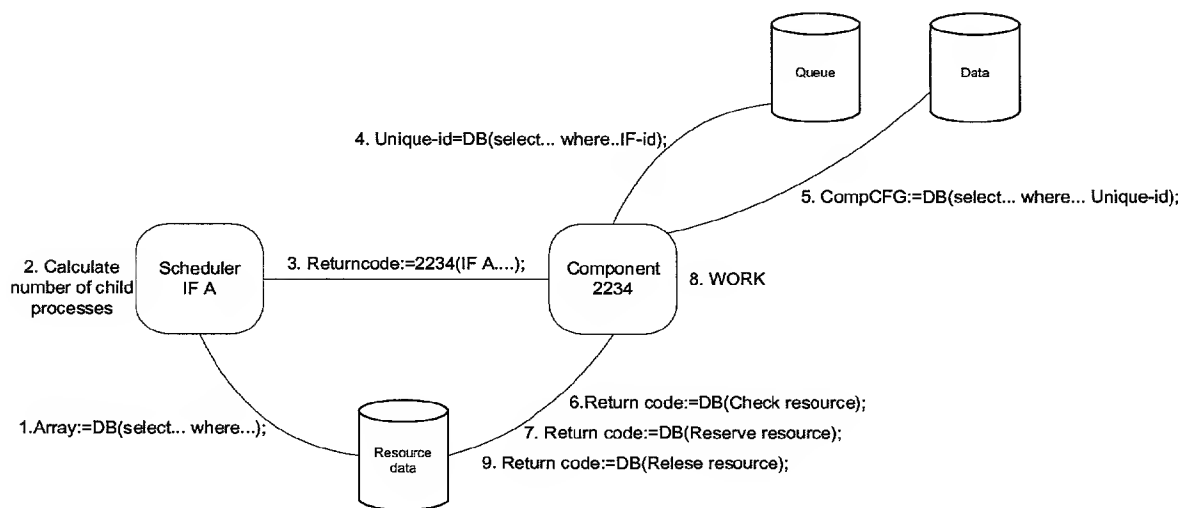 Queue
Data
4. Unique-id=DB(select... where..IF-id);
5. CompCFG:=DB(select... where... Unique-id);
2. Calculate
number of child
processes
Scheduler
IF A
3. Returncode:=2234(IF A....);
Component
2234
8. WORK
1.Array:=DB(select... where...);
Resource
data
6.Return code:=DB(Check resource);
7. Return code:=DB(Reserve resource);
9. Return code:=DB(Relese resource);